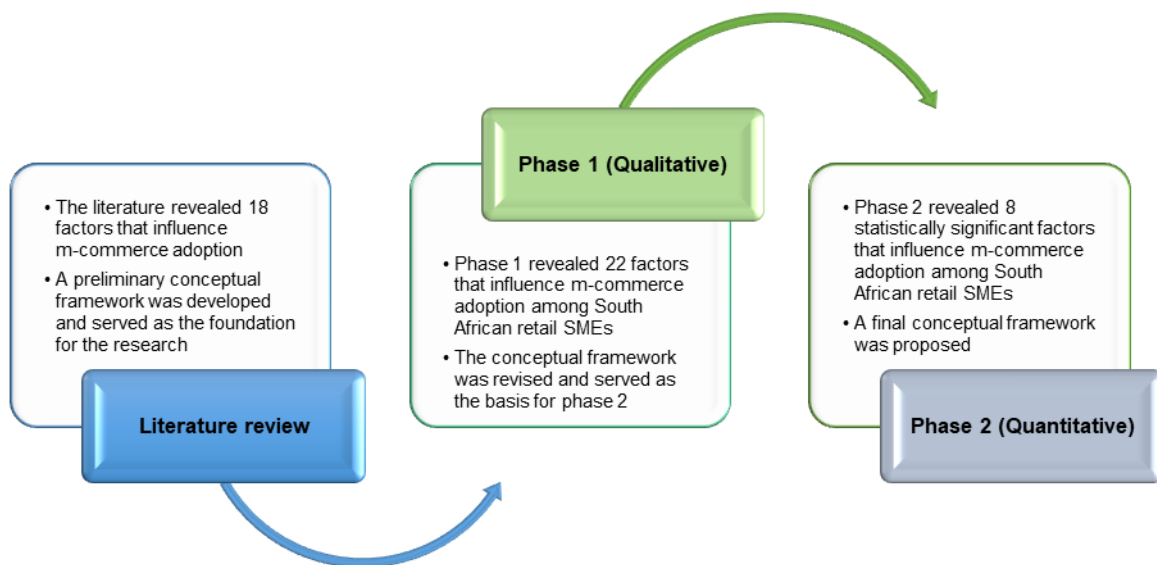 • The literature revealed 18
factors that influence
m-commerce adoption
• A preliminary conceptual
framework was developed
and served as the foundation
for the research
Literature review
Phase 1 (Qualitative)
• Phase 1 revealed 22 factors
that influence m-commerce
adoption among South
African retail SMEs
• The conceptual framework
was revised and served as
the basis for phase 2
• Phase 2 revealed 8
statistically significant factors
that influence m-commerce
adoption among South
African retail SMEs
• A final conceptual framework
was proposed
Phase 2 (Quantitative)